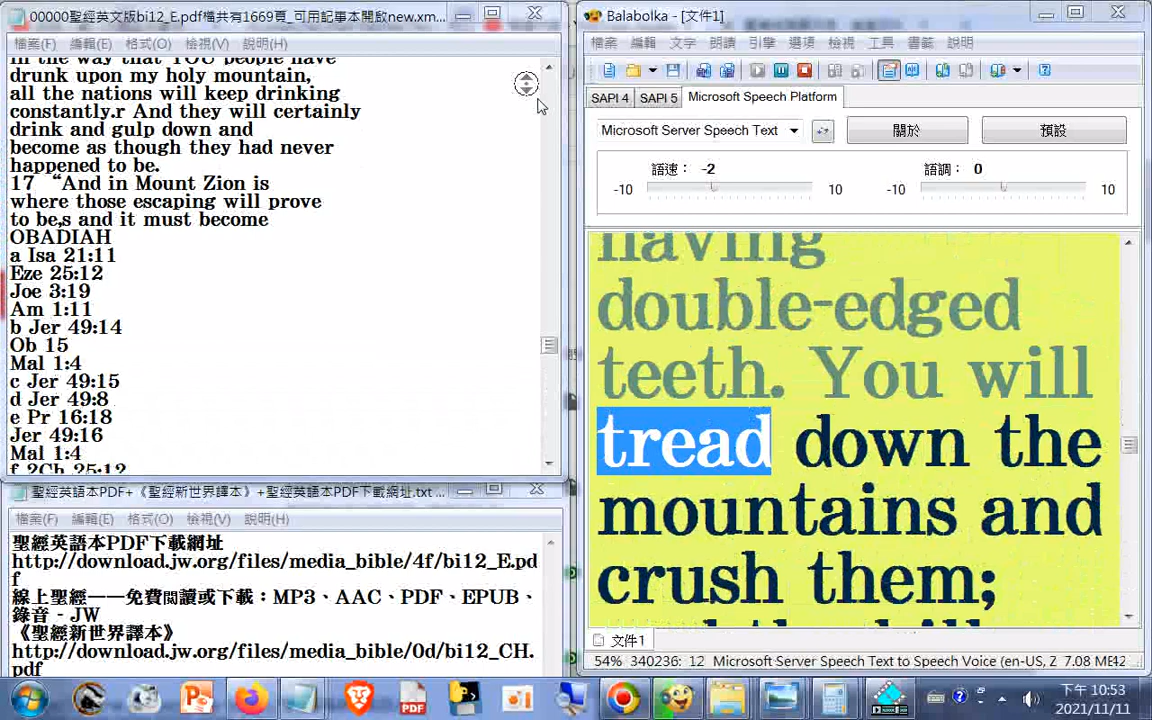 00000聖經英文版bi12_E.pdf檔共有1669頁_可用記事本開啟new.xm...
檔案(F) 編輯(E) 格式(O) 檢視(V) 說明(H)
in the way that YOU people have
drunk upon my holy mountain,
all the nations will keep drinking
constantly.r And they will certainly
drink and gulp down and
become as though they had never
happened to be.
17 “And in Mount Zion is
where those escaping will prove
to be,s and it must become
OBADIAH
a Isa 21:11
Eze 25:12
Joe 3:19
Am 1:11
b Jer 49:14
Ob 15
Mal 1:4
c Jer 49:15
d Jer 49:8
e Pr 16:18
Jer 49:16
Mal 1:4
f 2Ch 25:12
聖經英語本PDF+《聖經新世界譯本》+聖經英語本PDF下載網址.txt ...
檔案(F) 編輯(E) 格式(O) 檢視(V) 說明(H)
聖經英語本PDF下載網址
http://download.jw.org/files/media_bible/4f/bi12_E.pd
f
線上聖經——免費閱讀或下載：MP3、AAC、PDF、EPUB、
錄音 - JW
《聖經新世界譯本》
http://download.jw.org/files/media_bible/0d/bi12_CH.
pdf
Balabolka - [文件1]
檔案 編輯 文字 朗讀 引擎 選項 檢視 工具 書籤 說明
SAPI 4 SAPI 5 Microsoft Speech Platform
Microsoft Server Speech Text 關於 預設
語速： -2 語調： 0
-10 10 -10 10
having
double-edged
teeth. You will
tread down the
mountains and
crush them;
文件1
54% 340236: 12 Microsoft Server Speech Text to Speech Voice (en-US, Z 7.08 ME
下午 10:53
2021/11/11